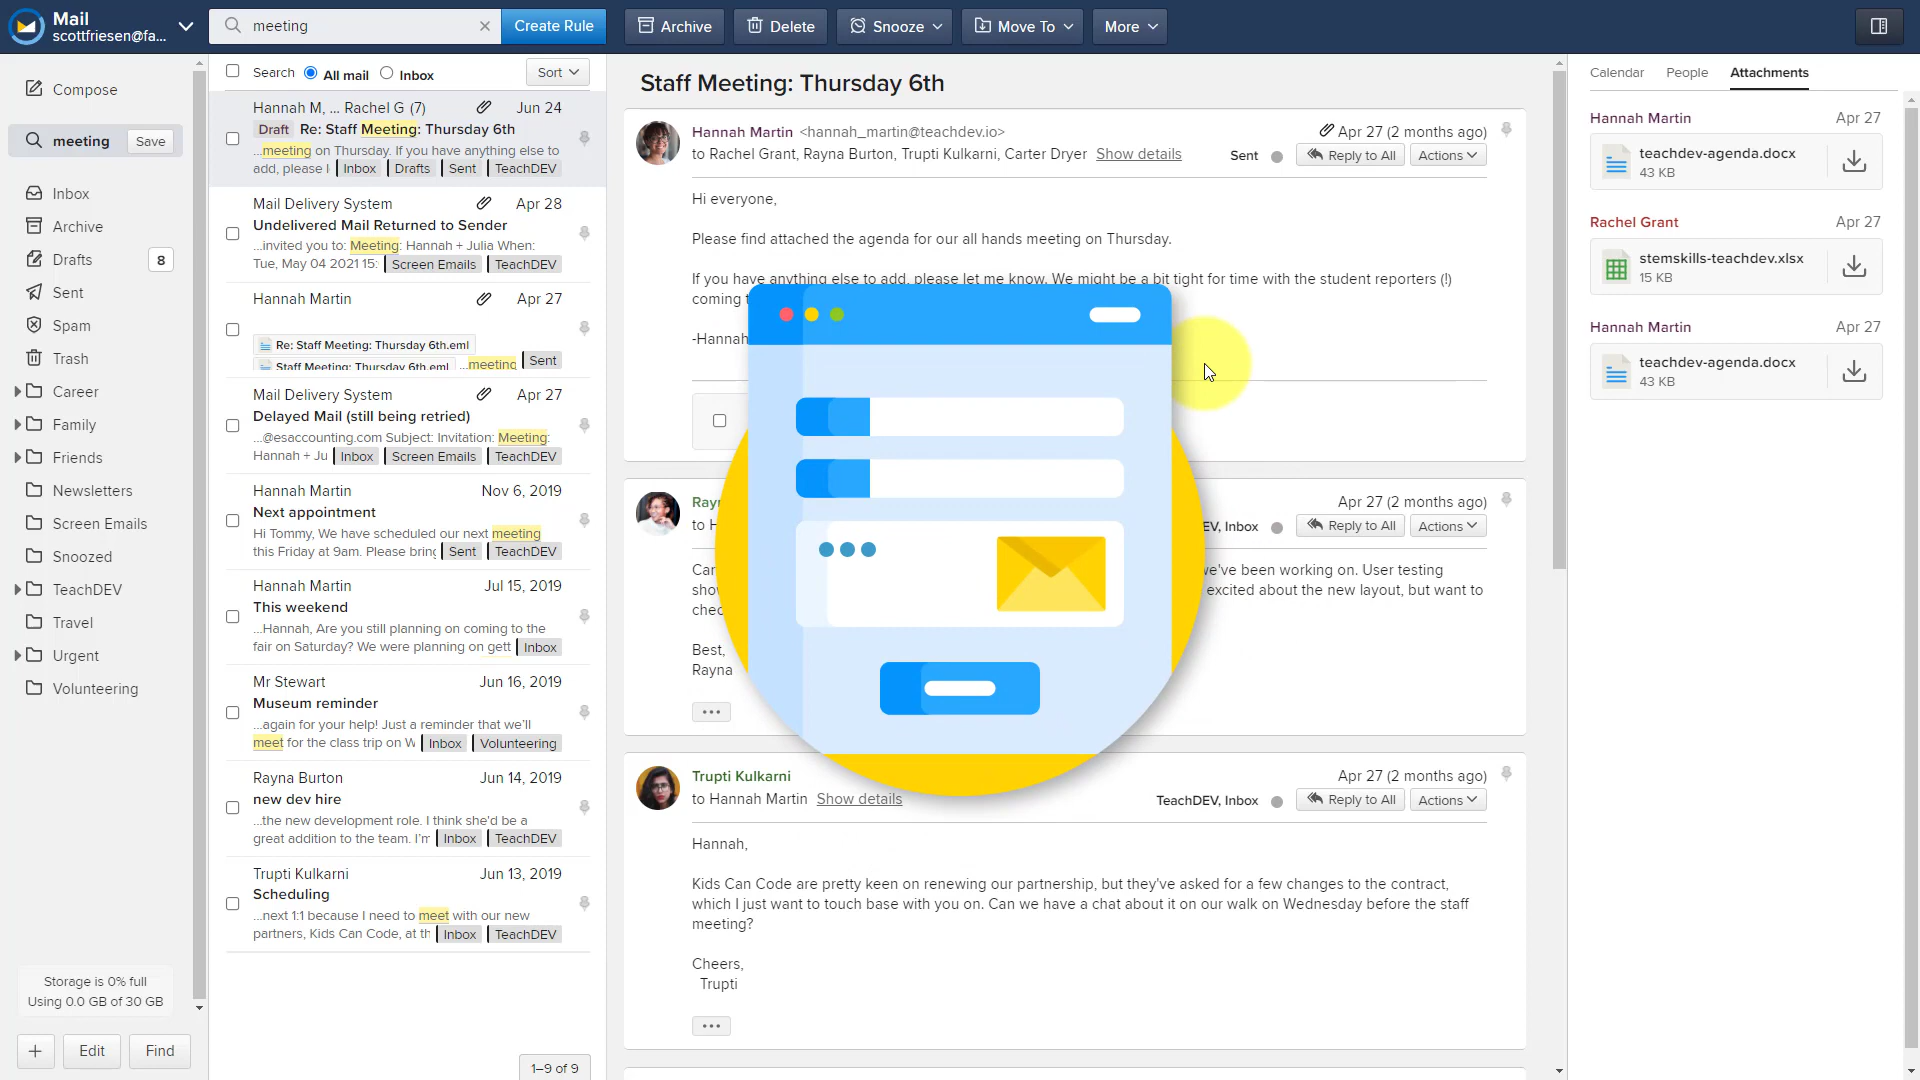 Mail
scottfriesen@fa...
meeting
Create Rule
Archive
Delete
Snooze
Move To
More
Compose
meeting
Save
Inbox
Archive
Drafts
8
Sent
Spam
Trash
Career
Family
Friends
Newsletters
Screen Emails
Snoozed
TeachDEV
Travel
Urgent
Volunteering
Storage is 0% full
Using 0.0 GB of 30 GB
+
Edit
Find
Search
All mail
Inbox
Sort
Hannah M, ... Rachel G (7)
Jun 24
Draft Re: Staff Meeting: Thursday 6th
...meeting on Thursday. If you have anything else to
add, please
Inbox
Drafts
Sent
TeachDEV
Mail Delivery System
Apr 28
Undelivered Mail Returned to Sender
...invited you to: Meeting: Hannah + Julia When:
Tue, May 04 2021 15:
Screen Emails
TeachDEV
Hannah Martin
Apr 27
Re: Staff Meeting: Thursday 6th.eml
Staff Meeting: Thursday 6th.eml
...meeting
Sent
Mail Delivery System
Apr 27
Delayed Mail (still being retried)
...@esaccounting.com Subject: Invitation: Meeting:
Hannah + Ju
Inbox
Screen Emails
TeachDEV
Hannah Martin
Nov 6, 2019
Next appointment
Hi Tommy, We have scheduled our next meeting
this Friday at 9am. Please bring
Sent
TeachDEV
Hannah Martin
Jul 15, 2019
This weekend
...Hannah, Are you still planning on coming to the
fair on Saturday? We were planning on gett
Inbox
Mr Stewart
Jun 16, 2019
Museum reminder
...again for your help! Just a reminder that we'll
meet for the class trip on W
Inbox
Volunteering
Rayna Burton
Jun 14, 2019
new dev hire
...the new development role. I think she'd be a
great addition to the team. I'm
Inbox
TeachDEV
Trupti Kulkarni
Jun 13, 2019
Scheduling
...next 1:1 because I need to meet with our new
partners, Kids Can Code, at th
Inbox
TeachDEV
1–9 of 9
Staff Meeting: Thursday 6th
Hannah Martin <hannah_martin@teachdev.io>
Apr 27 (2 months ago)
to Rachel Grant, Rayna Burton, Trupti Kulkarni, Carter Dryer Show details
Sent
Reply to All
Actions
Hi everyone,
Please find attached the agenda for our all hands meeting on Thursday.
If you have anything else to add, please let me know. We might be a bit tight for time with the student reporters (!)
coming
-Hannah
Apr 27 (2 months ago)
to
Inbox
Reply to All
Actions
we've been working on. User testing
excited about the new layout, but want to
Best,
Rayna
Trupti Kulkarni
Apr 27 (2 months ago)
to Hannah Martin Show details
TeachDEV, Inbox
Reply to All
Actions
Hannah,
Kids Can Code are pretty keen on renewing our partnership, but they've asked for a few changes to the contract,
which I just want to touch base with you on. Can we have a chat about it on our walk on Wednesday before the staff
meeting?
Cheers,
Trupti
Calendar
People
Attachments
Hannah Martin
Apr 27
teachdev-agenda.docx
43 KB
Rachel Grant
Apr 27
stemskills-teachdev.xlsx
15 KB
Hannah Martin
Apr 27
teachdev-agenda.docx
43 KB